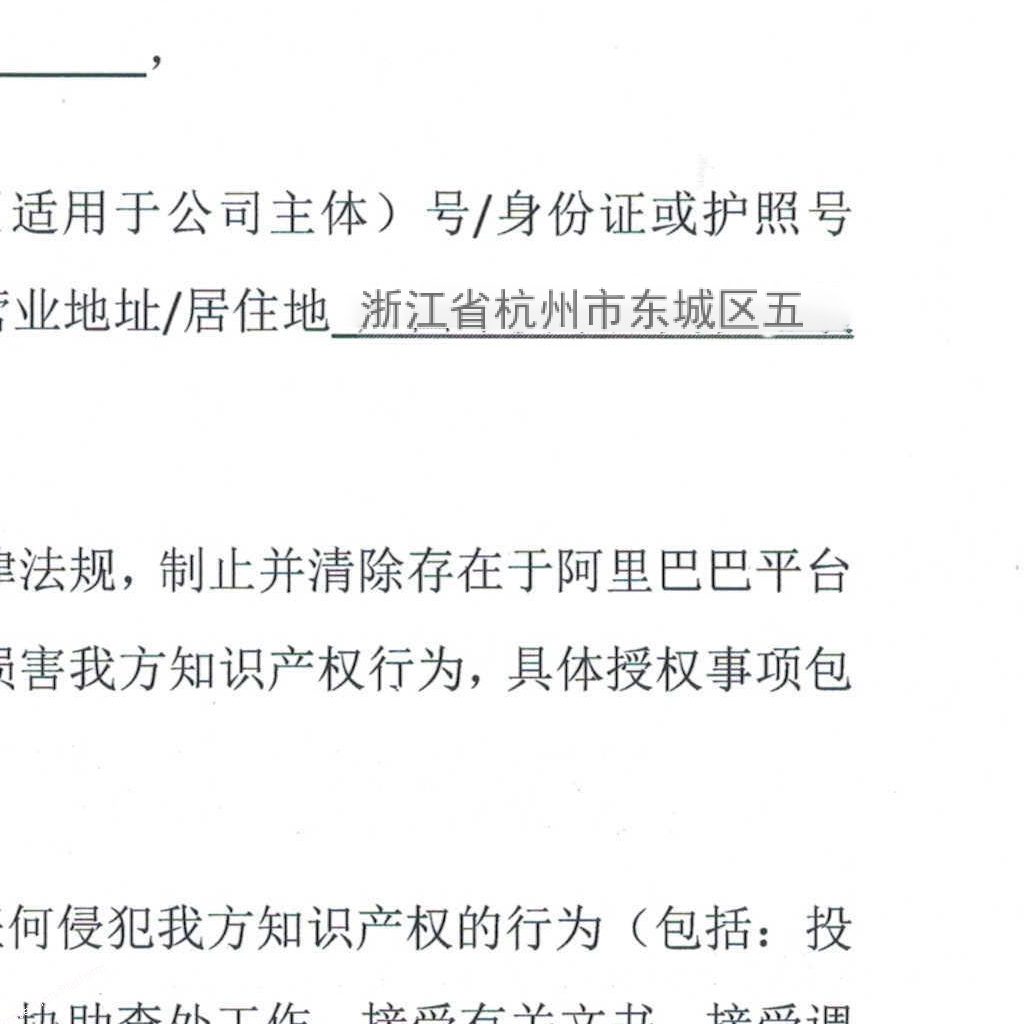 ，
适用于公司主体）号/身份证或护照号
营业地址/居住地 浙江省杭州市东城区五
律法规，制止并清除存在于阿里巴巴平台
损害我方知识产权行为，具体授权事项包
何侵犯我方知识产权的行为（包括：投
协助查处工作、接受有关文书、接受调